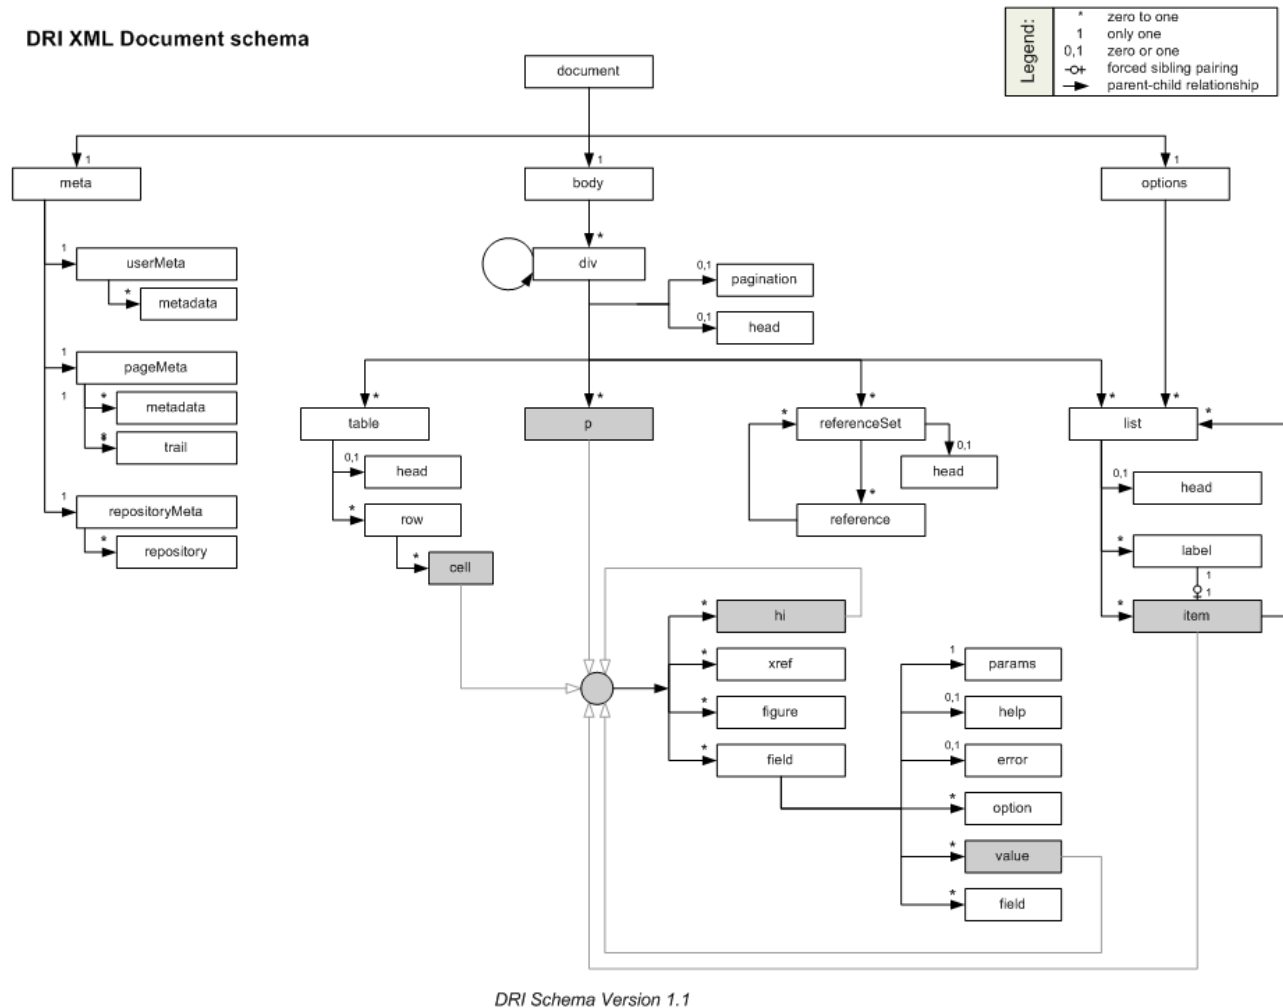 DRI XML Document schema
Legend:
* zero to one
1 only one
0,1 zero or one
forced sibling pairing
parent-child relationship
document
1
1
1
meta
body
options
*
1
userMeta
div
*
metadata
0,1
pagination
0,1
head
1
pageMeta
1
*
metadata
*
trail
*
*
*
*
*
*
table
p
*
referenceSet
list
0,1
head
0,1
head
0,1
head
1
repositoryMeta
*
row
*
reference
*
repository
*
label
*
cell
1
1
*
hi
*
item
*
xref
1
params
*
figure
0,1
help
*
field
0,1
error
*
option
*
value
*
field
DRI Schema Version 1.1